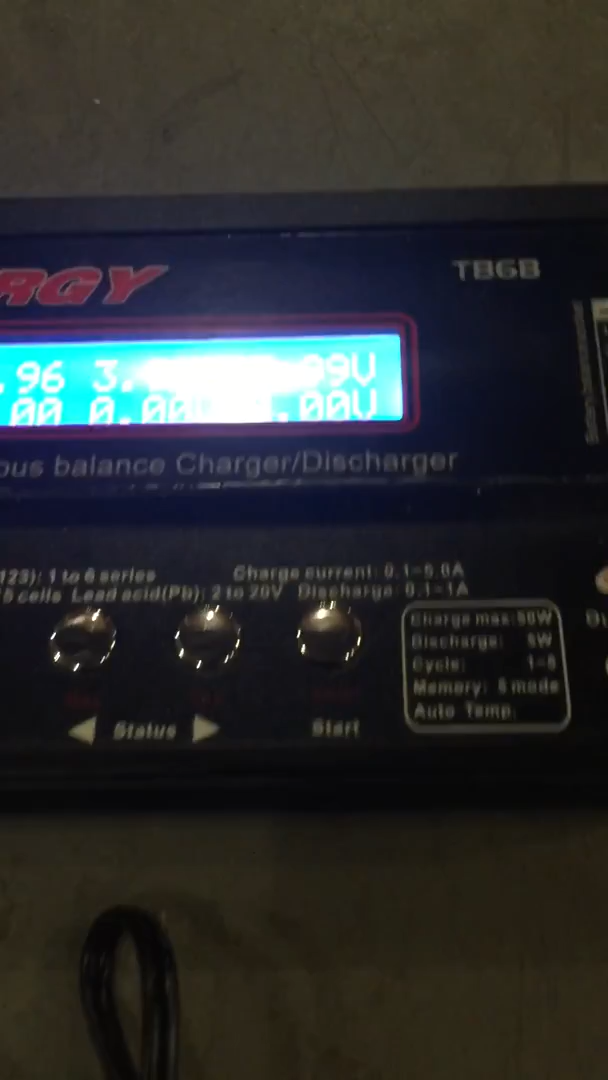 RGY
TB6B
.96 3. 99V
.00 0.00 .00V
ous balance Charger/Discharger
123): 1 to 6 series Charge current: 0.1~5.0A
cells Lead acid(Pb): 2 to 20V Discharge: 0.1~1A
Charge max:50W
Discharge: 5W
Cycle: 1~5
Memory: 5 mode
Auto Temp.
Status
Start